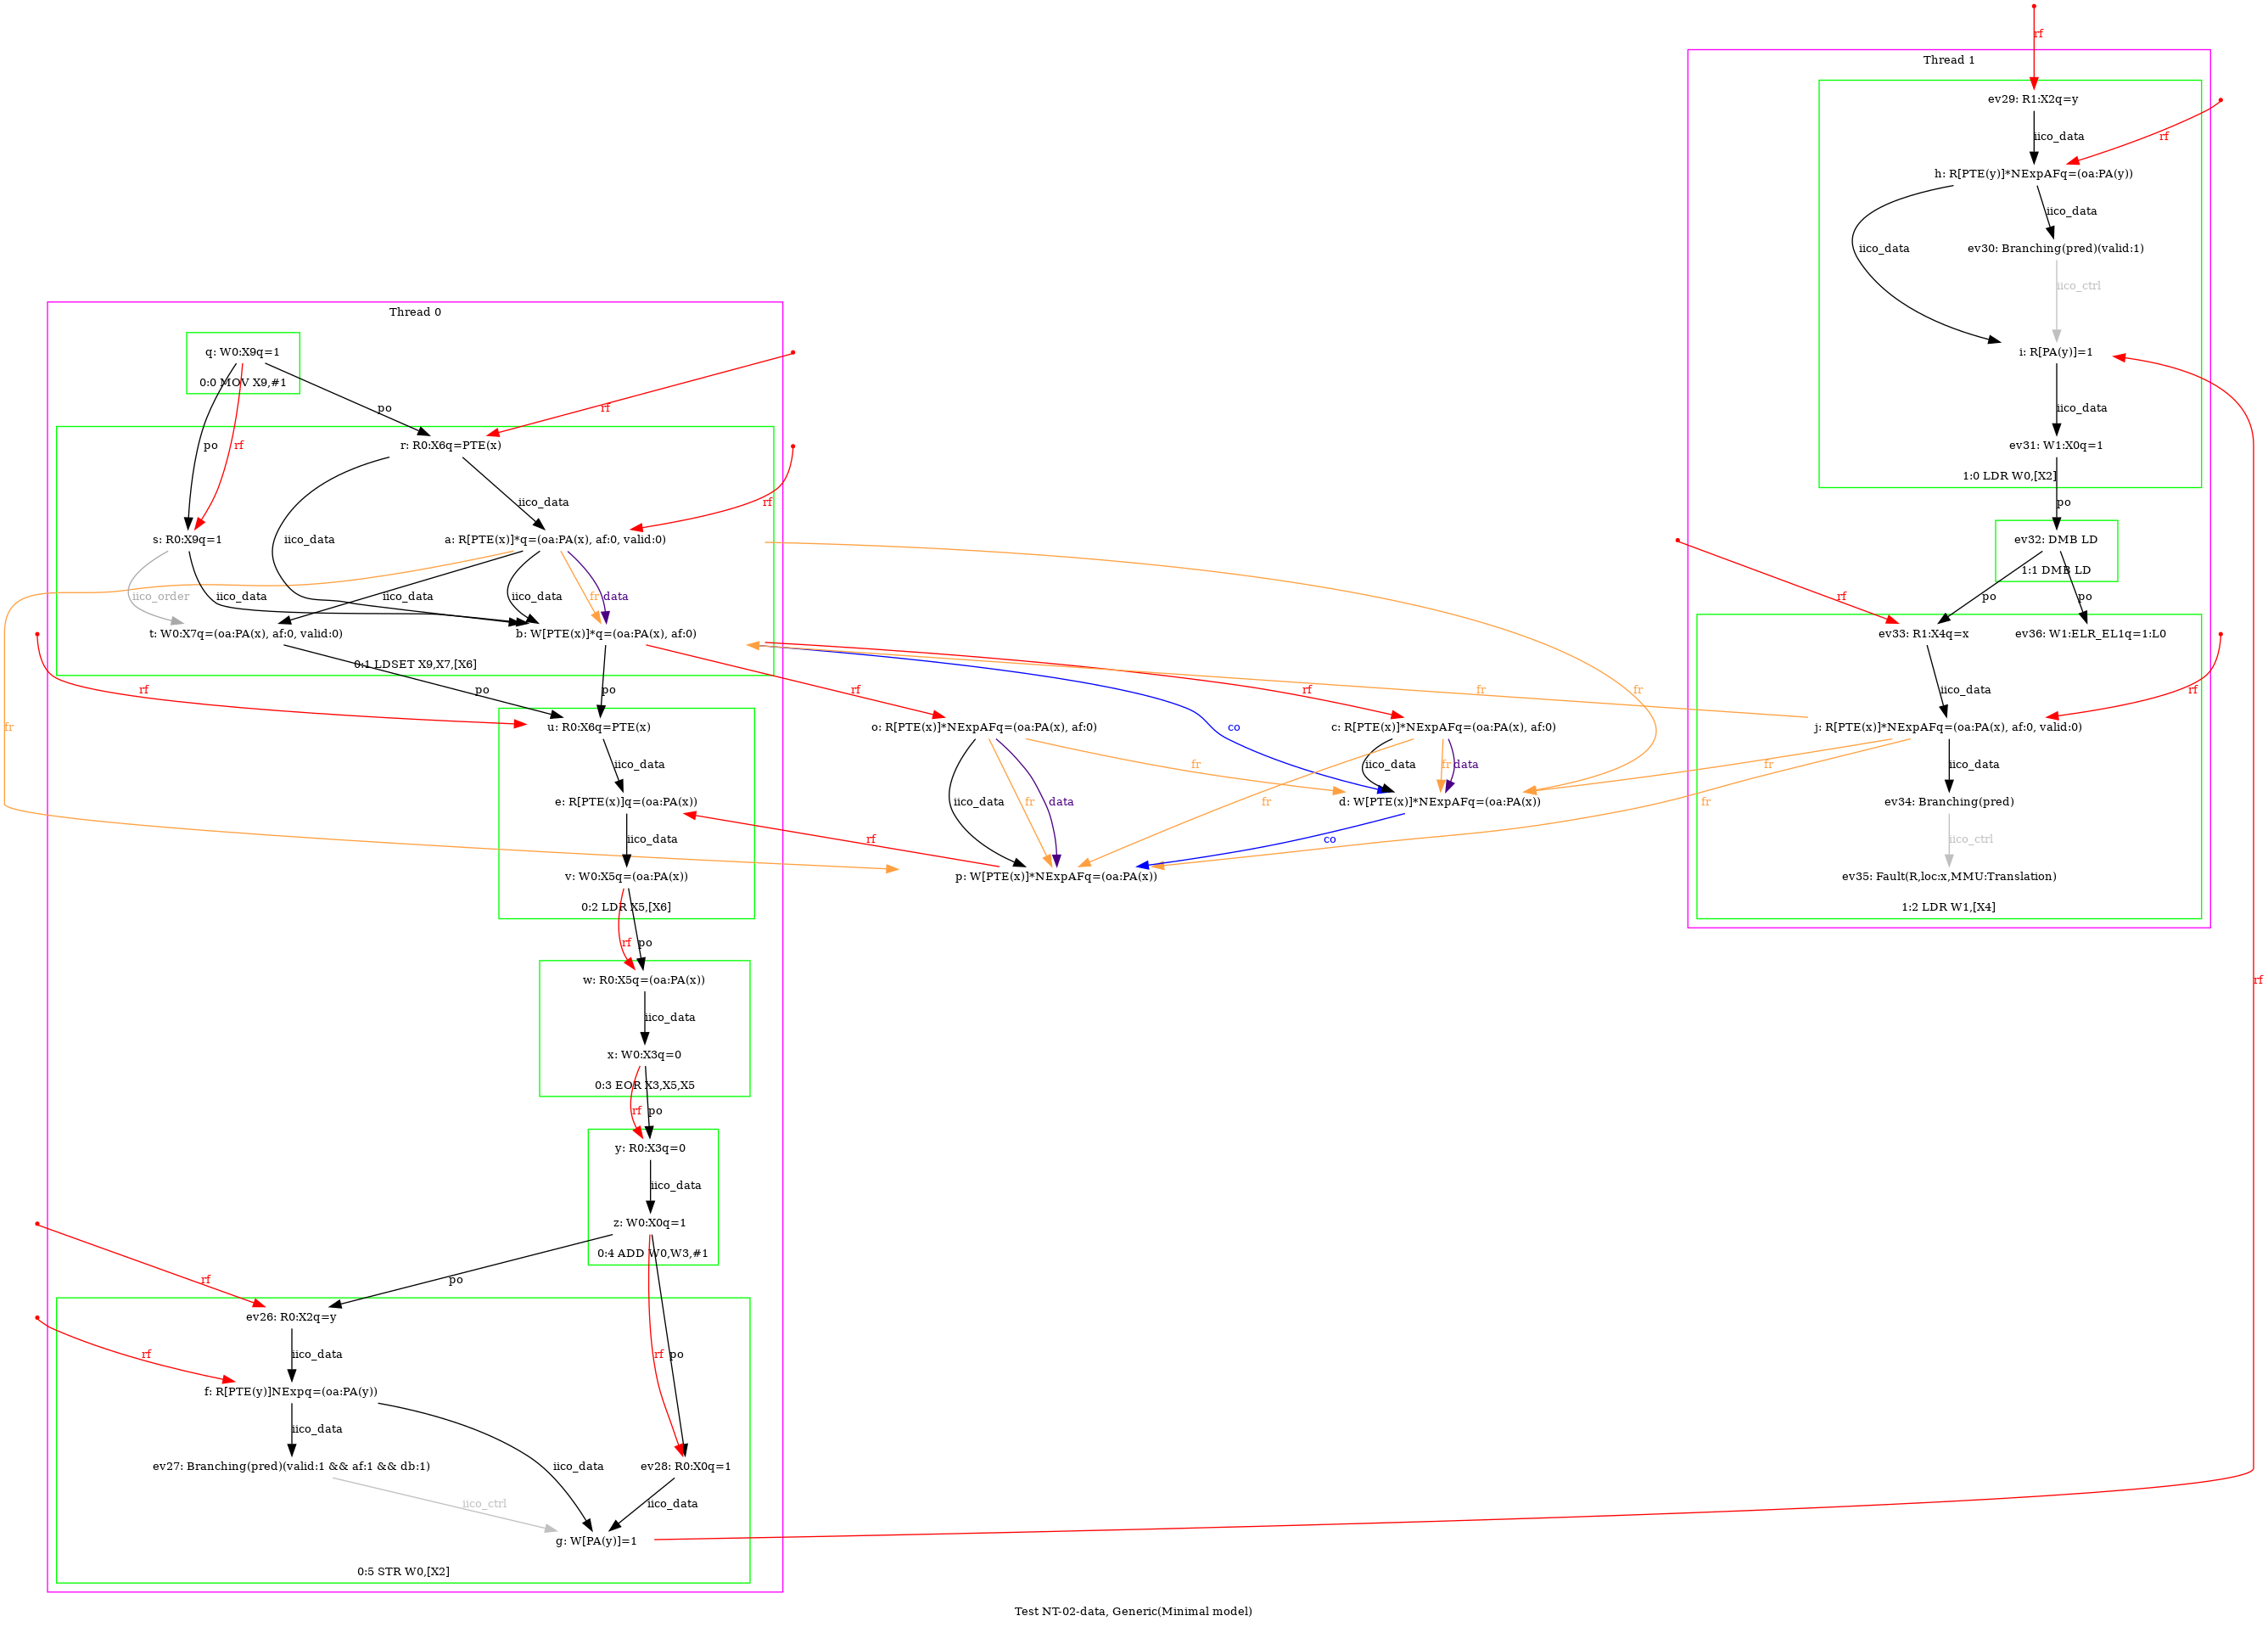 rf
Thread 1
ev29: R1:X2q=y
iico_data
rf
h: R[PTE(y)]*NExpAFq=(oa:PA(y))
iico_data
iico_data
ev30: Branching(pred)(valid:1)
iico_ctrl
i: R[PA(y)]=1
iico_data
ev31: W1:X0q=1
1:0 LDR W0,[X2]
po
ev32: DMB LD
1:1 DMB LD
rf
po
po
ev33: R1:X4q=x
ev36: W1:ELR_EL1q=1:L0
iico_data
rf
j: R[PTE(x)]*NExpAFq=(oa:PA(x), af:0, valid:0)
fr
fr
fr
iico_data
ev34: Branching(pred)
iico_ctrl
ev35: Fault(R,loc:x,MMU:Translation)
1:2 LDR W1,[X4]
rf
Thread 0
q: W0:X9q=1
0:0 MOV X9,#1
po
rf
po
rf
r: R0:X6q=PTE(x)
iico_data
iico_data
rf
s: R0:X9q=1
a: R[PTE(x)]*q=(oa:PA(x), af:0, valid:0)
iico_order
iico_data
iico_data
iico_data
fr
data
fr
fr
t: W0:X7q=(oa:PA(x), af:0, valid:0)
b: W[PTE(x)]*q=(oa:PA(x), af:0)
0:1 LDSET X9,X7,[X6]
rf
po
po
rf
rf
co
u: R0:X6q=PTE(x)
o: R[PTE(x)]*NExpAFq=(oa:PA(x), af:0)
c: R[PTE(x)]*NExpAFq=(oa:PA(x), af:0)
iico_data
iico_data
fr
data
fr
fr
iico_data
fr
data
e: R[PTE(x)]q=(oa:PA(x))
d: W[PTE(x)]*NExpAFq=(oa:PA(x))
iico_data
rf
co
v: W0:X5q=(oa:PA(x))
p: W[PTE(x)]*NExpAFq=(oa:PA(x))
0:2 LDR X5,[X6]
rf
po
w: R0:X5q=(oa:PA(x))
iico_data
x: W0:X3q=0
0:3 EOR X3,X5,X5
rf
po
y: R0:X3q=0
iico_data
z: W0:X0q=1
0:4 ADD W0,W3,#1
rf
po
rf
po
ev26: R0:X2q=y
rf
iico_data
f: R[PTE(y)]NExpq=(oa:PA(y))
iico_data
iico_data
ev27: Branching(pred)(valid:1 && af:1 && db:1)
ev28: R0:X0q=1
iico_ctrl
iico_data
g: W[PA(y)]=1
0:5 STR W0,[X2]
Test NT-02-data, Generic(Minimal model)